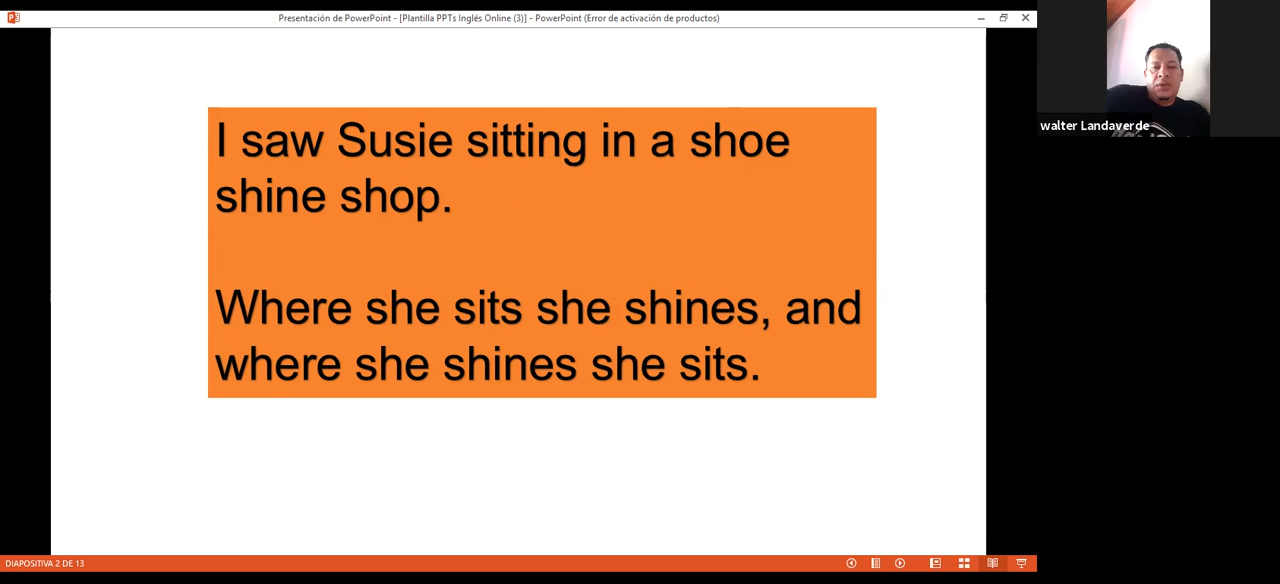 Presentación de PowerPoint - [Plantilla PPTs Inglés Online (3)] - PowerPoint (Error de activación de productos)
walter Landaverde
I saw Susie sitting in a shoe
shine shop.
Where she sits she shines, and
where she shines she sits.
DIAPOSITIVA 2 DE 13